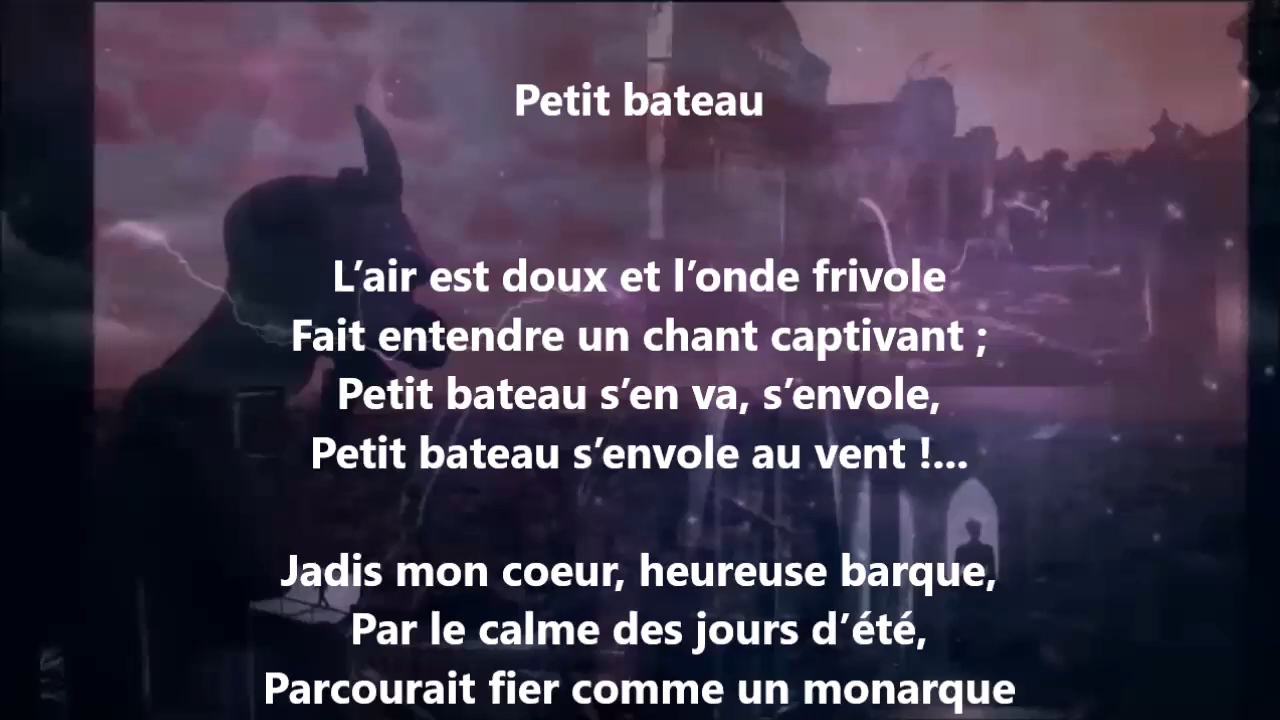 Petit bateau
L’air est doux et l’onde frivole
Fait entendre un chant captivant ;
Petit bateau s’en va, s’envole,
Petit bateau s’envole au vent !...
Jadis mon coeur, heureuse barque,
Par le calme des jours d’été,
Parcourait fier comme un monarque